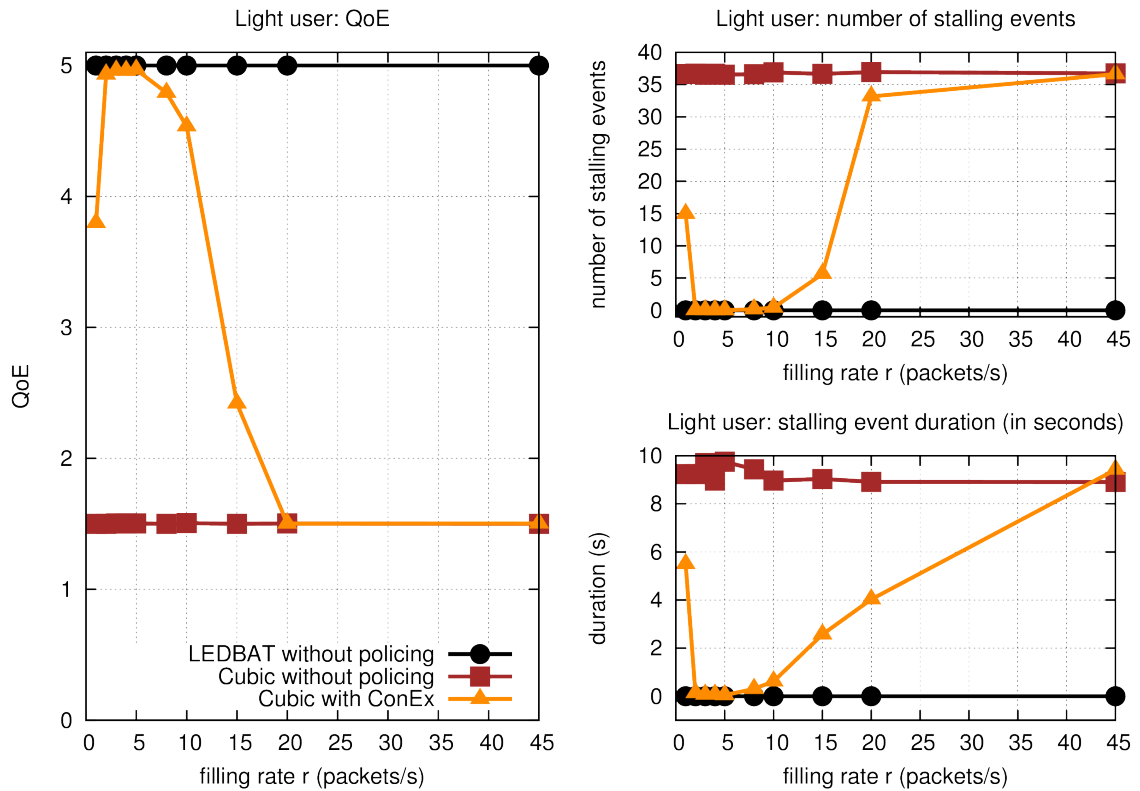 Light user: QoE
QoE
5
4
3
2
1
0
0 5 10 15 20 25 30 35 40 45
filling rate r (packets/s)
LEDBAT without policing
Cubic without policing
Cubic with ConEx
Light user: number of stalling events
number of stalling events
40
35
30
25
20
15
10
5
0
0 5 10 15 20 25 30 35 40 45
filling rate r (packets/s)
Light user: stalling event duration (in seconds)
duration (s)
10
8
6
4
2
0
0 5 10 15 20 25 30 35 40 45
filling rate r (packets/s)